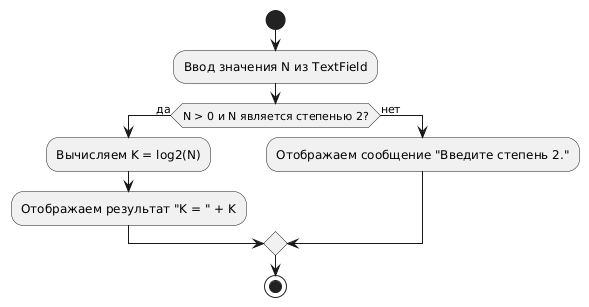 Ввод значения N из TextField
да
N > 0 и N является степенью 2?
нет
Вычисляем K = log2(N)
Отображаем сообщение "Введите степень 2."
Отображаем результат "K = " + K